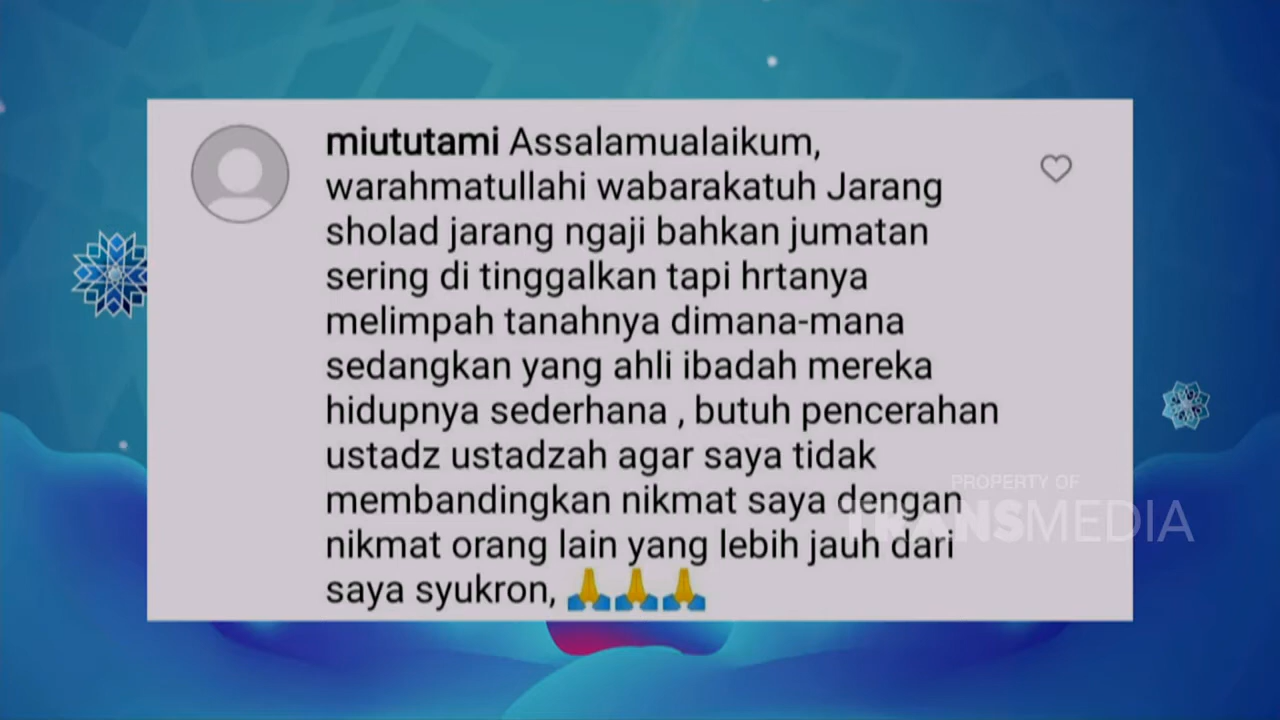 miututami Assalamualaikum,
warahmatullahi wabarakatuh Jarang
sholad jarang ngaji bahkan jumatan
sering di tinggalkan tapi hrtanya
melimpah tanahnya dimana-mana
sedangkan yang ahli ibadah mereka
hidupnya sederhana , butuh pencerahan
ustadz ustadzah agar saya tidak
membandingkan nikmat saya dengan
nikmat orang lain yang lebih jauh dari
saya syukron, 🙏🙏🙏
PROPERTY OF
TRANSMEDIA